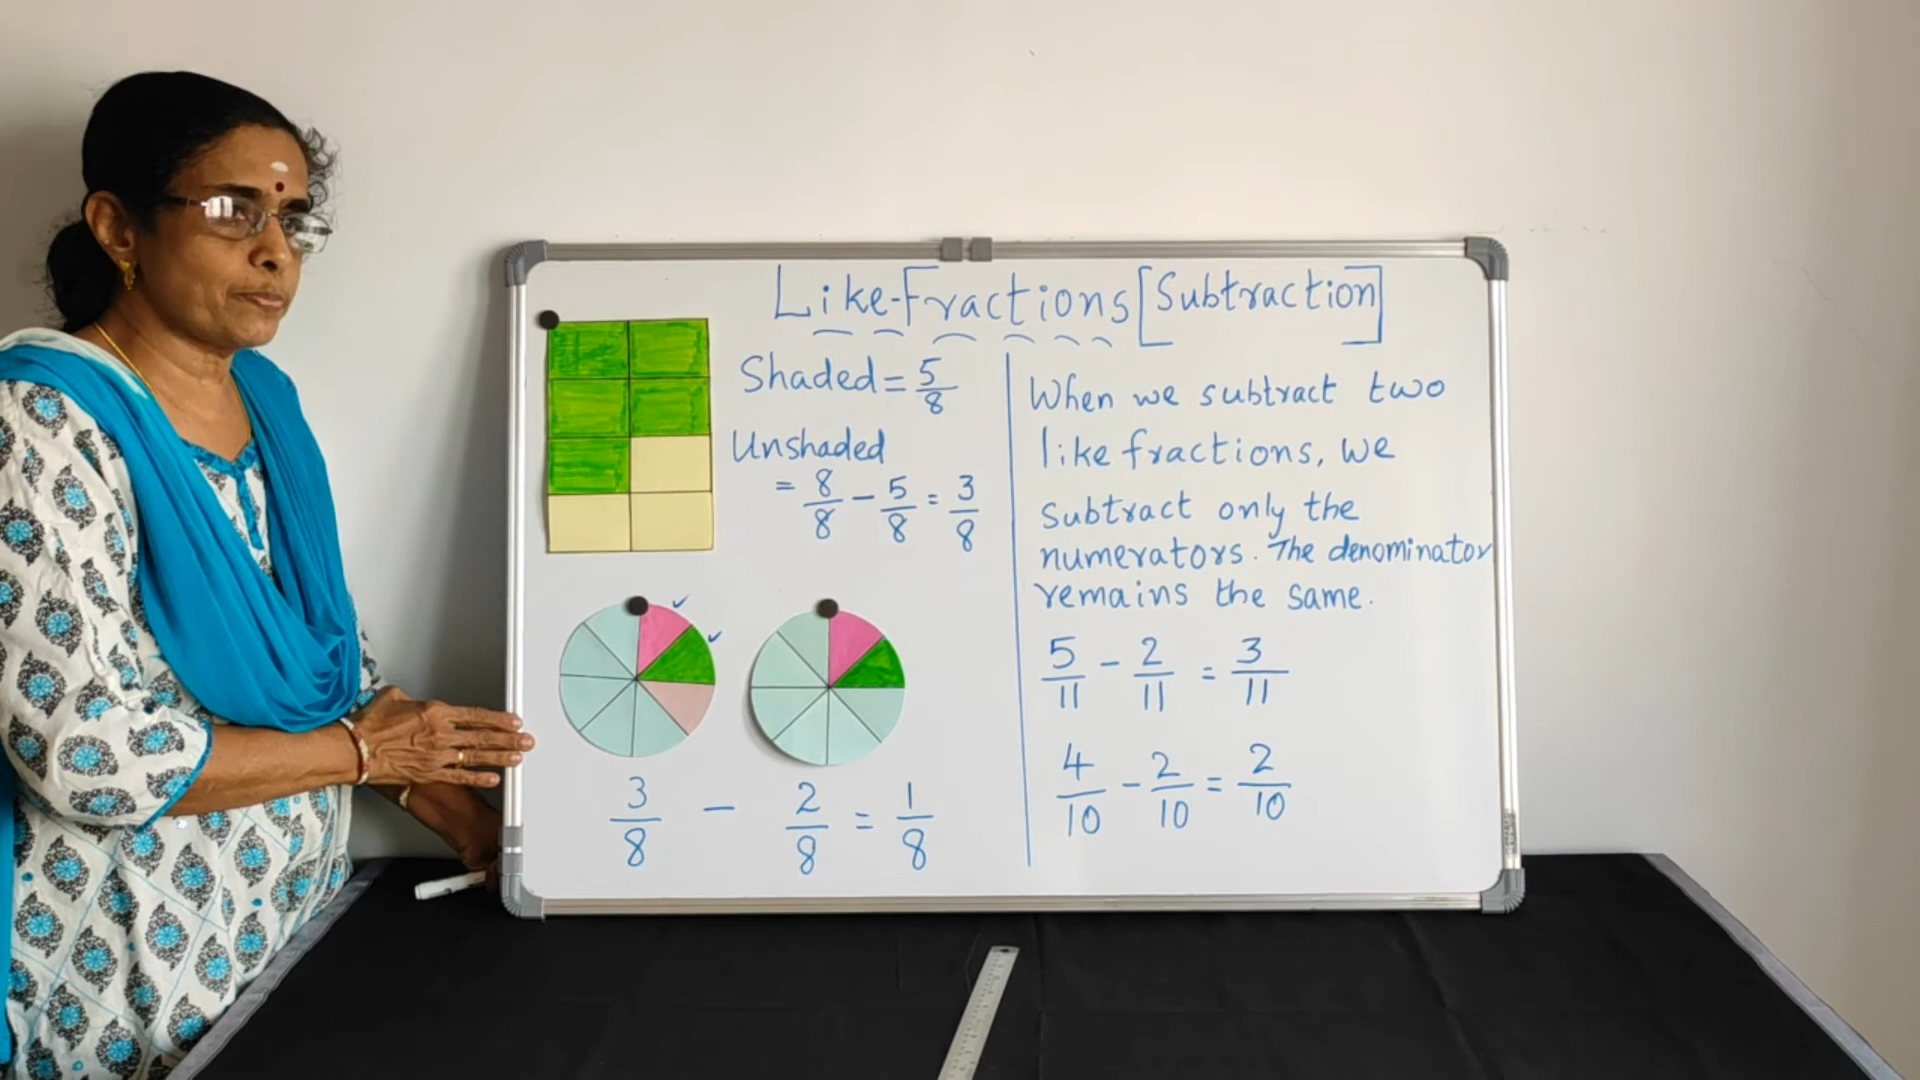 Like-Fractions [Subtraction]
Shaded = 5/8
Unshaded
= 8/8 - 5/8 = 3/8
3/8 - 2/8 = 1/8
When we subtract two
like fractions, we
subtract only the
numerators. The denominator
remains the same.
5/11 - 2/11 = 3/11
4/10 - 2/10 = 2/10